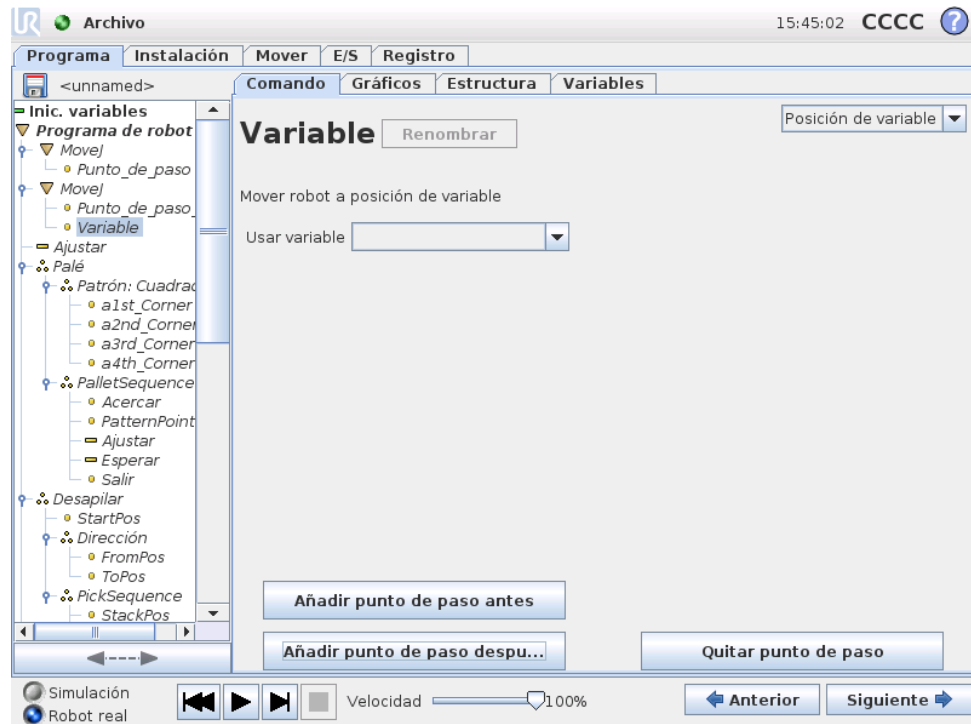 UR Archivo 15:45:02 CCCC ?
Programa Instalación Mover E/S Registro
<unnamed>
Comando Gráficos Estructura Variables
Inic. variables
Programa de robot
MoveJ
Punto_de_paso
MoveJ
Punto_de_paso_
Variable
Ajustar
Palé
Patrón: Cuadrad
a1st_Corner
a2nd_Corner
a3rd_Corner
a4th_Corner
PalletSequence
Acercar
PatternPoint
Ajustar
Esperar
Salir
Desapilar
StartPos
Dirección
FromPos
ToPos
PickSequence
StackPos
Variable Renombrar
Posición de variable
Mover robot a posición de variable
Usar variable
Añadir punto de paso antes
Añadir punto de paso despu...
Quitar punto de paso
Simulación
Robot real
Velocidad 100%
Anterior Siguiente